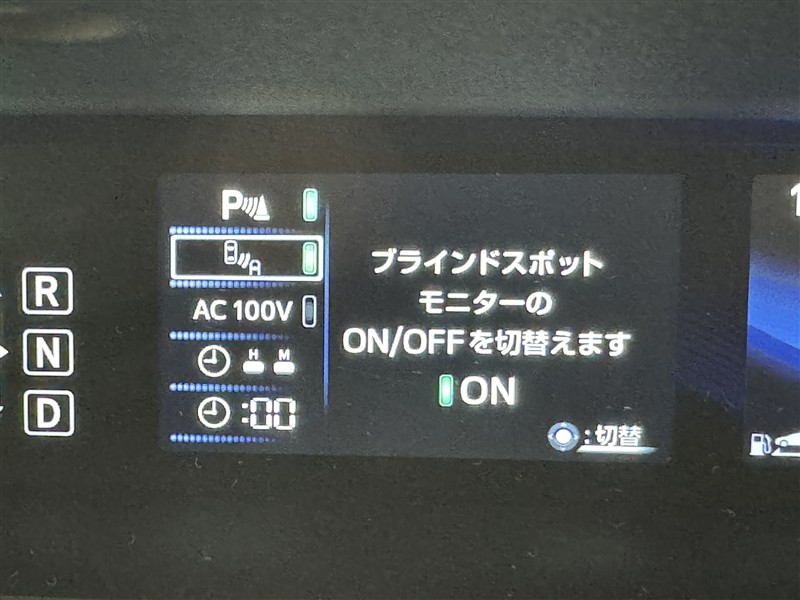 P
AC 100V
H M
:00
ブラインドスポット
モニターの
ON/OFFを切替えます
ON
:切替
R
N
D
1